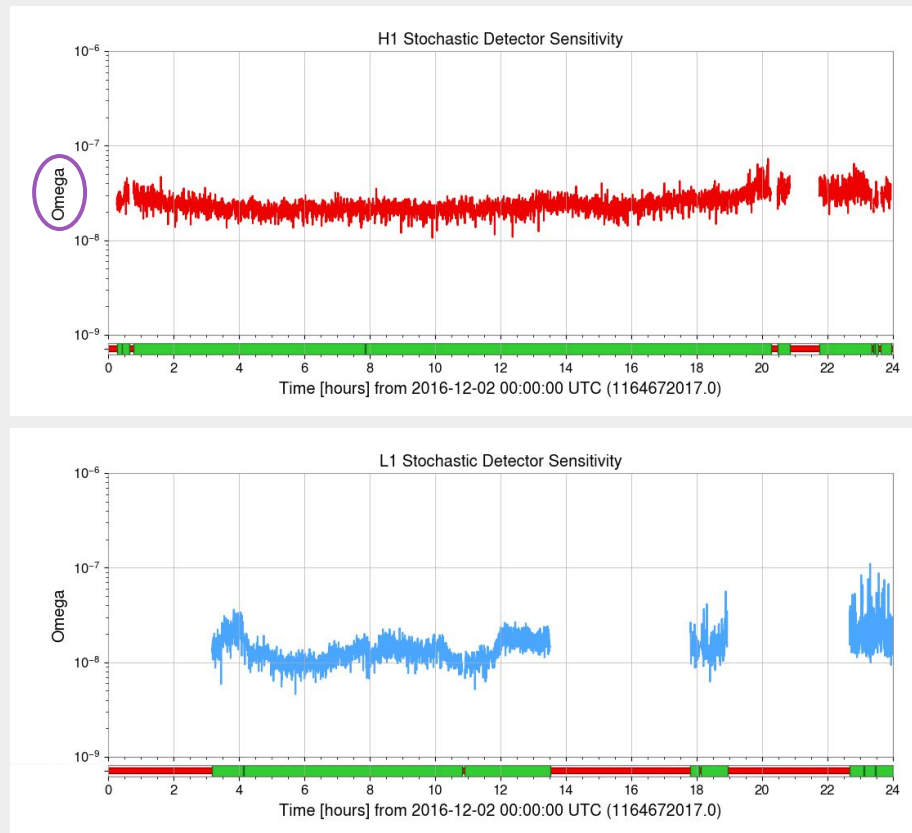 H1 Stochastic Detector Sensitivity
10⁻⁶
10⁻⁷
Omega
10⁻⁸
10⁻⁹
0 2 4 6 8 10 12 14 16 18 20 22 24
Time [hours] from 2016-12-02 00:00:00 UTC (1164672017.0)
L1 Stochastic Detector Sensitivity
10⁻⁶
10⁻⁷
Omega
10⁻⁸
10⁻⁹
0 2 4 6 8 10 12 14 16 18 20 22 24
Time [hours] from 2016-12-02 00:00:00 UTC (1164672017.0)